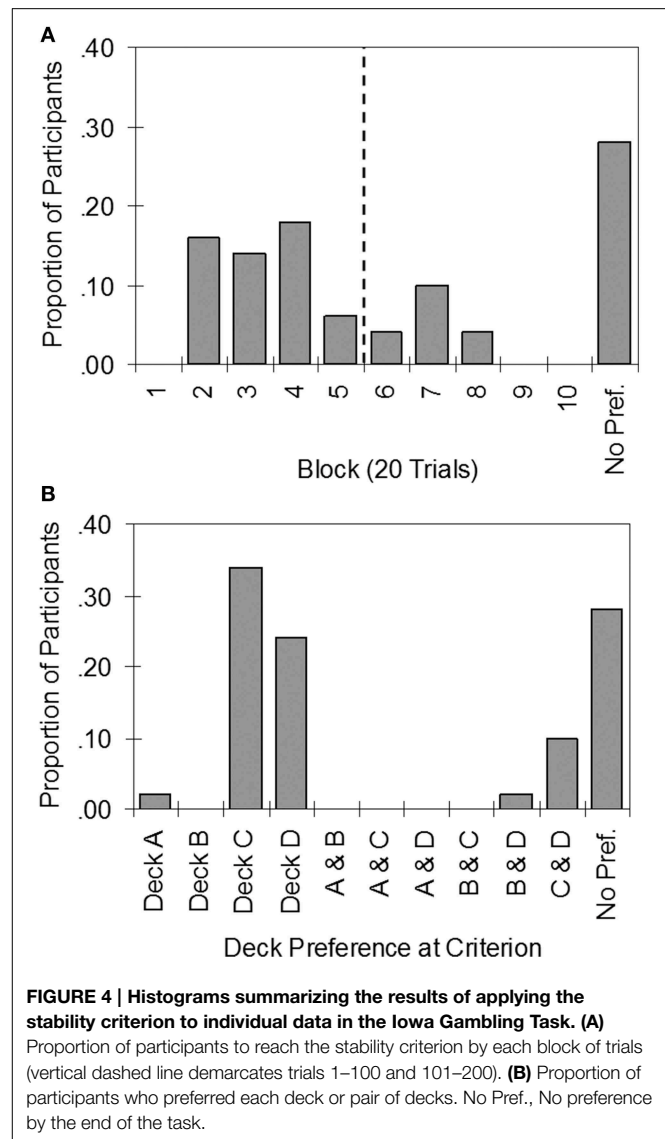 A
.40
.30
.20
.10
.00
Proportion of Participants
1 2 3 4 5 6 7 8 9 10 No Pref.
Block (20 Trials)
B
.40
.30
.20
.10
.00
Proportion of Participants
Deck A Deck B Deck C Deck D A & B A & C A & D B & C B & D C & D No Pref.
Deck Preference at Criterion
FIGURE 4 | Histograms summarizing the results of applying the
stability criterion to individual data in the Iowa Gambling Task. (A)
Proportion of participants to reach the stability criterion by each block of trials
(vertical dashed line demarcates trials 1–100 and 101–200). (B) Proportion of
participants who preferred each deck or pair of decks. No Pref., No preference
by the end of the task.